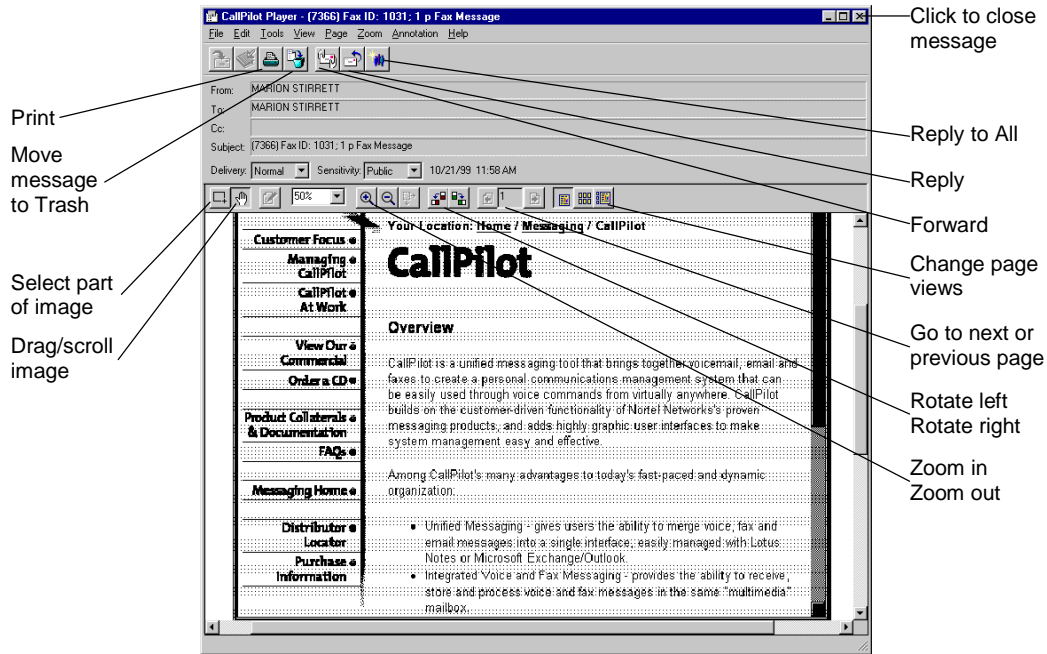 CallPilot Player - (7366) Fax ID: 1031; 1 p Fax Message
File Edit Tools View Page Zoom Annotation Help
From: MARION STIRRETT
To: MARION STIRRETT
Cc:
Subject: (7366) Fax ID: 1031; 1 p Fax Message
Delivery: Normal Sensitivity: Public 10/21/99 11:58 AM
50% 1
Print
Move
message
to Trash
Select part
of image
Drag/scroll
image
Customer Focus
Managing
CallPilot
CallPilot
At Work
View Our
Commercial
Order a CD
Product Collaterals
& Documentation
FAQs
Messaging Home
Distributor
Locator
Purchase
Information
Your Location: Home / Messaging / CallPilot
CallPilot
Overview
CallPilot is a unified messaging tool that brings together voicemail, email and
faxes to create a personal communications management system that can
be easily used through voice commands from virtually anywhere. CallPilot
builds on the customer-driven functionality of Nortel Networks's proven
messaging products, and adds highly graphic user interfaces to make
system management easy and effective.
Among CallPilot's many advantages to today's fast-paced and dynamic
organization:
• Unified Messaging - gives users the ability to merge voice, fax and
email messages into a single interface, easily managed with Lotus
Notes or Microsoft Exchange/Outlook.
• Integrated Voice and Fax Messaging - provides the ability to receive,
store and process voice and fax messages in the same "multimedia"
mailbox.
Click to close
message
Reply to All
Reply
Forward
Change page
views
Go to next or
previous page
Rotate left
Rotate right
Zoom in
Zoom out